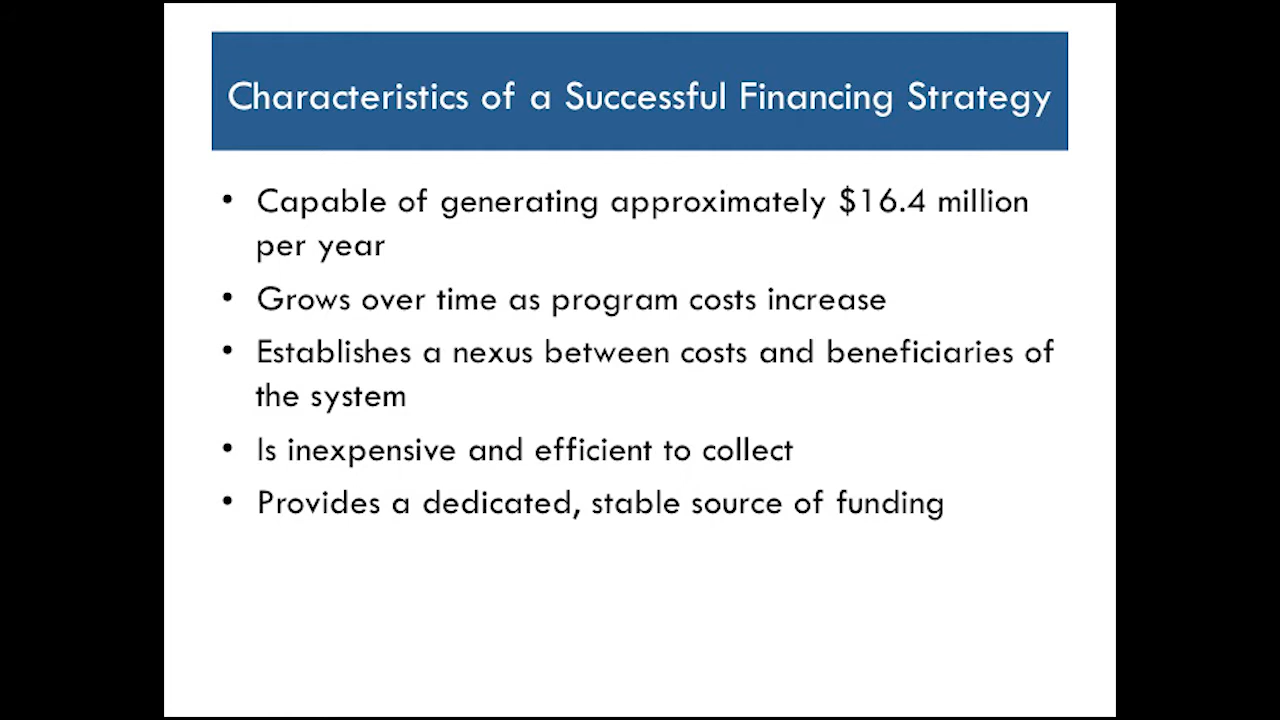 Characteristics of a Successful Financing Strategy
• Capable of generating approximately $16.4 million
per year
• Grows over time as program costs increase
• Establishes a nexus between costs and beneficiaries of
the system
• Is inexpensive and efficient to collect
• Provides a dedicated, stable source of funding